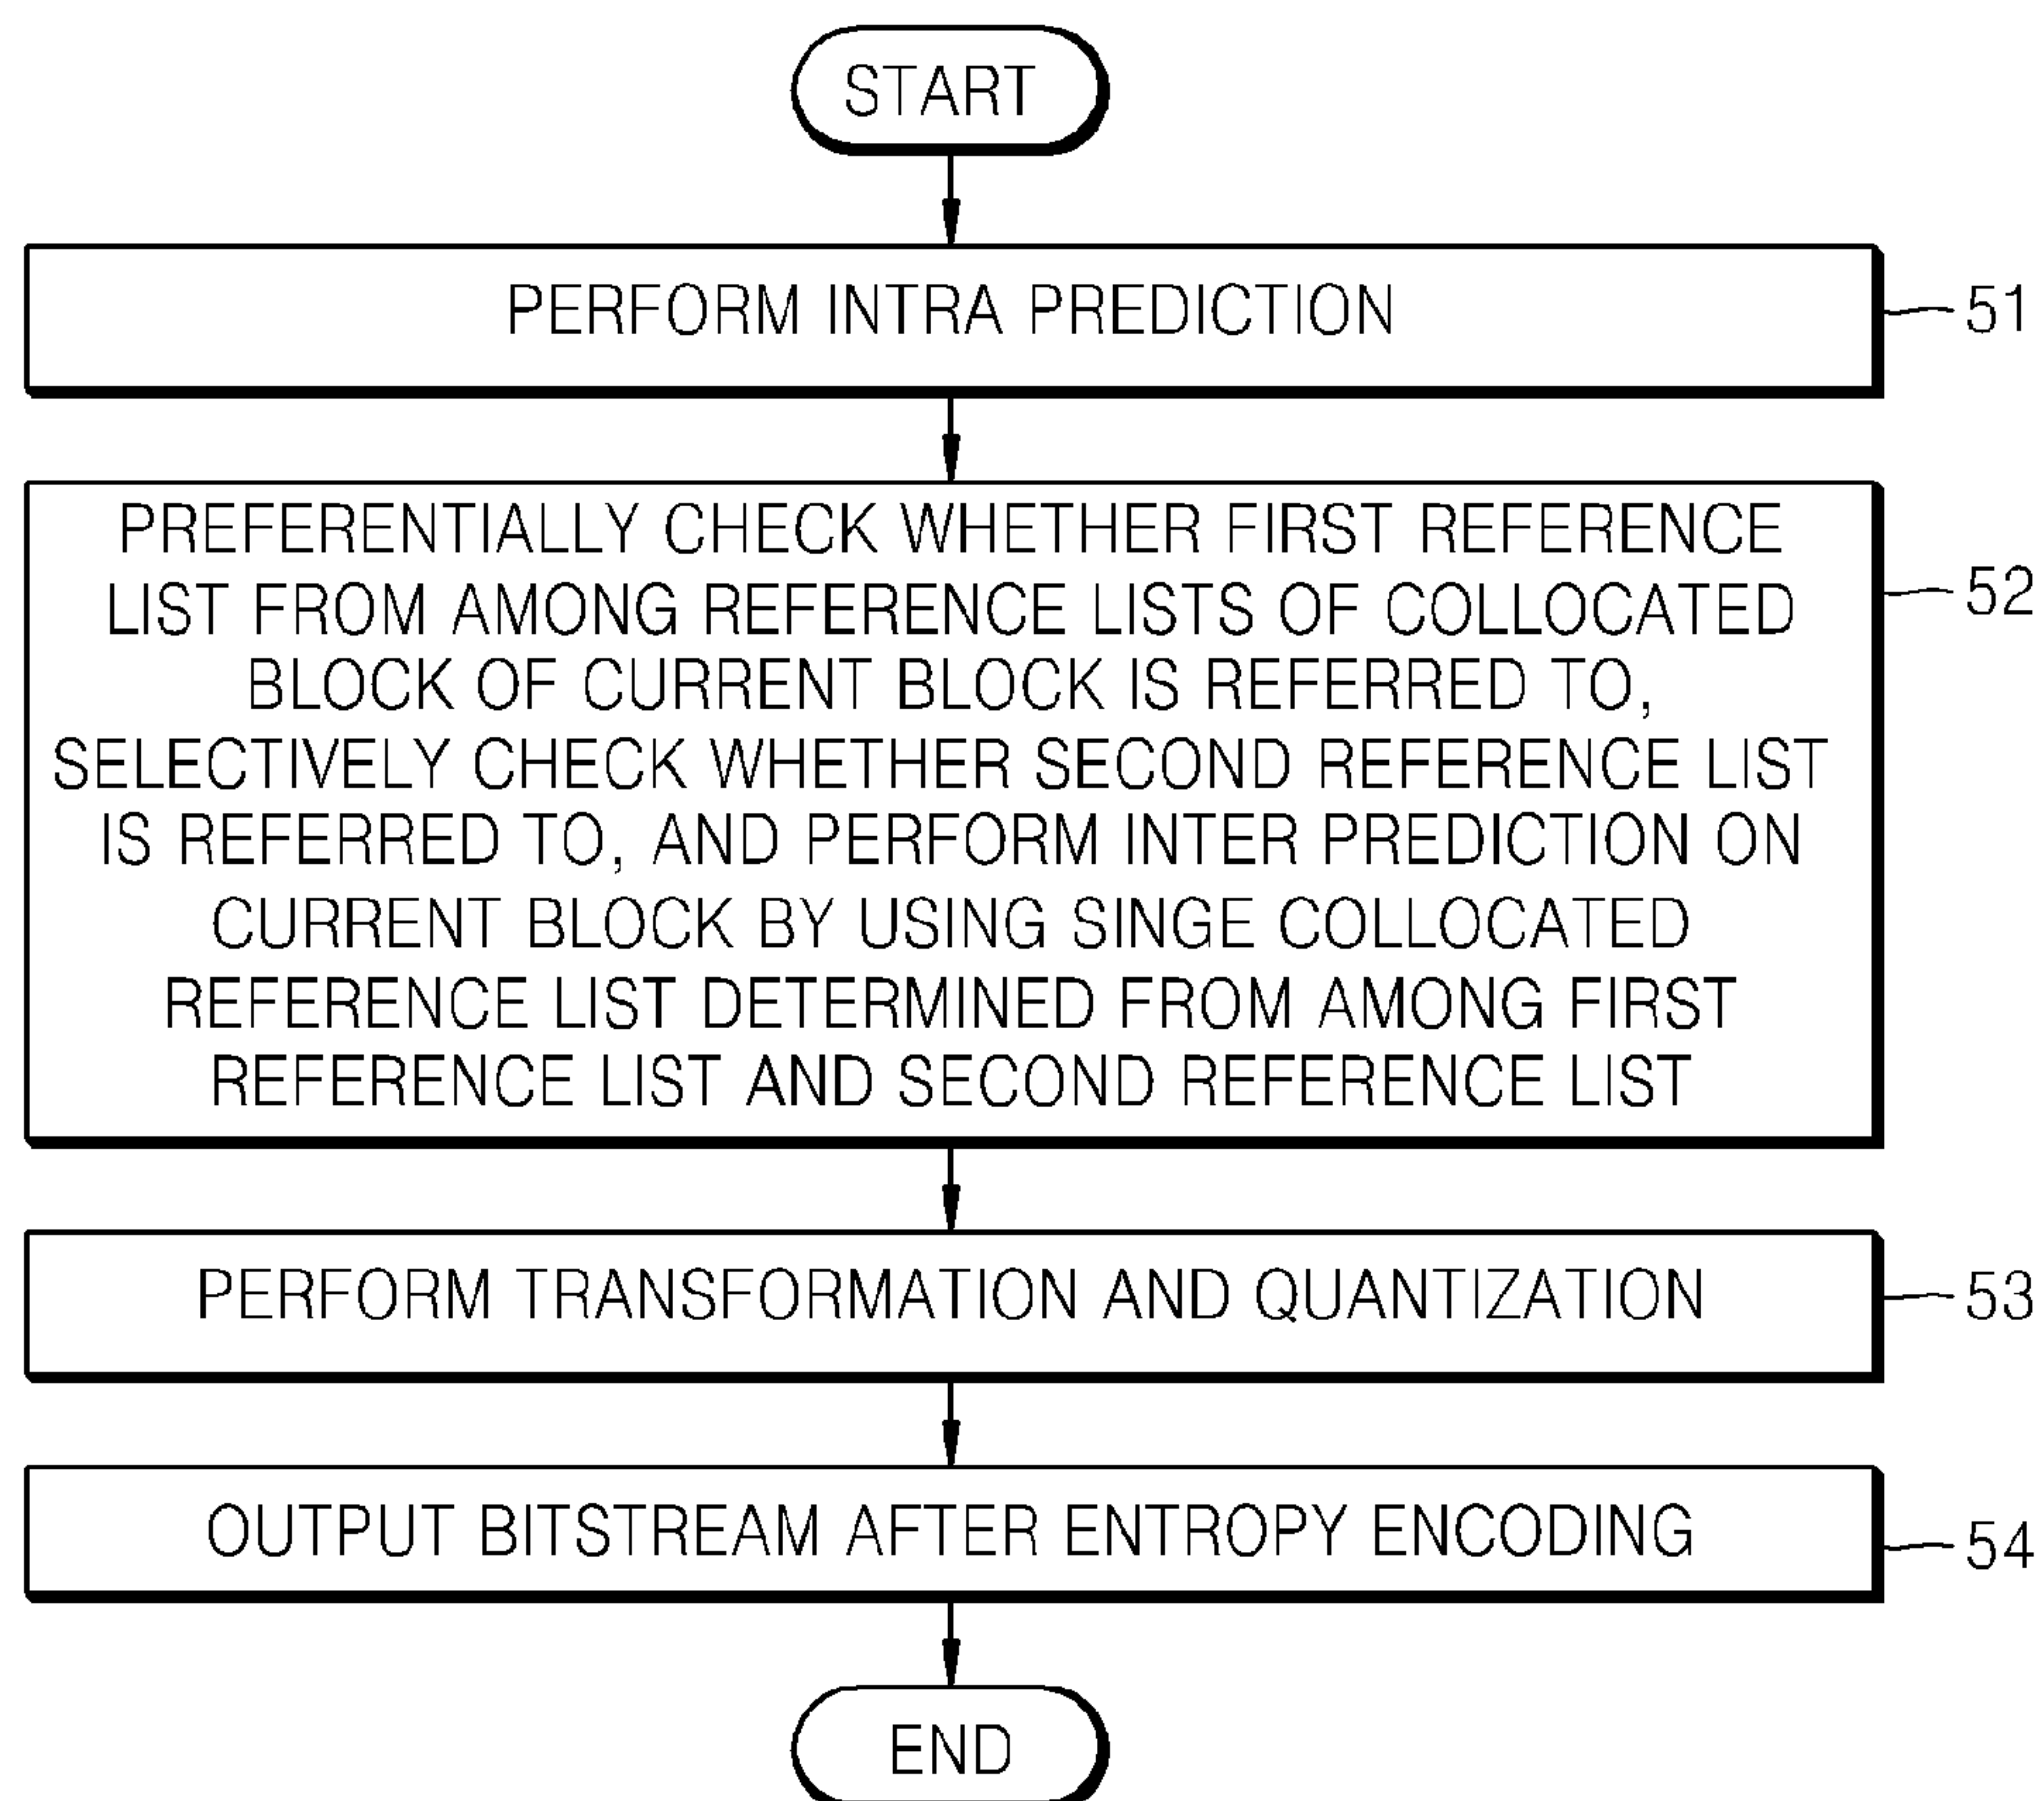 START
PERFORM INTRA PREDICTION
51
PREFERENTIALLY CHECK WHETHER FIRST REFERENCE
LIST FROM AMONG REFERENCE LISTS OF COLLOCATED
BLOCK OF CURRENT BLOCK IS REFERRED TO,
SELECTIVELY CHECK WHETHER SECOND REFERENCE LIST
IS REFERRED TO, AND PERFORM INTER PREDICTION ON
CURRENT BLOCK BY USING SINGE COLLOCATED
REFERENCE LIST DETERMINED FROM AMONG FIRST
REFERENCE LIST AND SECOND REFERENCE LIST
52
PERFORM TRANSFORMATION AND QUANTIZATION
53
OUTPUT BITSTREAM AFTER ENTROPY ENCODING
54
END